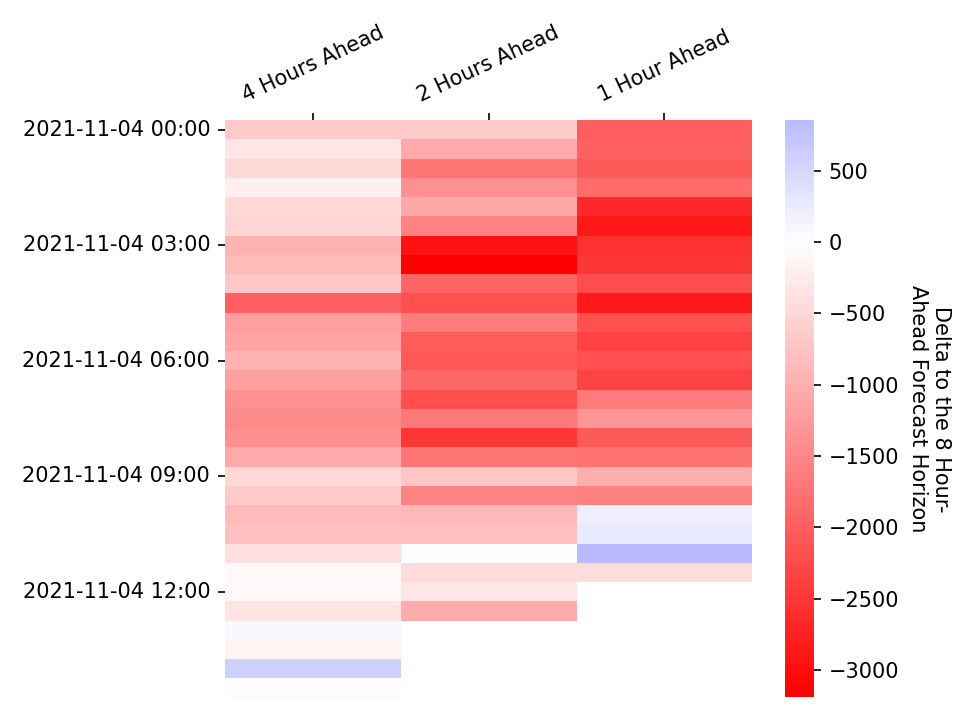 4 Hours Ahead
2 Hours Ahead
1 Hour Ahead
2021-11-04 00:00
2021-11-04 03:00
2021-11-04 06:00
2021-11-04 09:00
2021-11-04 12:00
500
0
−500
−1000
−1500
−2000
−2500
−3000
Delta to the 8 Hour-
Ahead Forecast Horizon